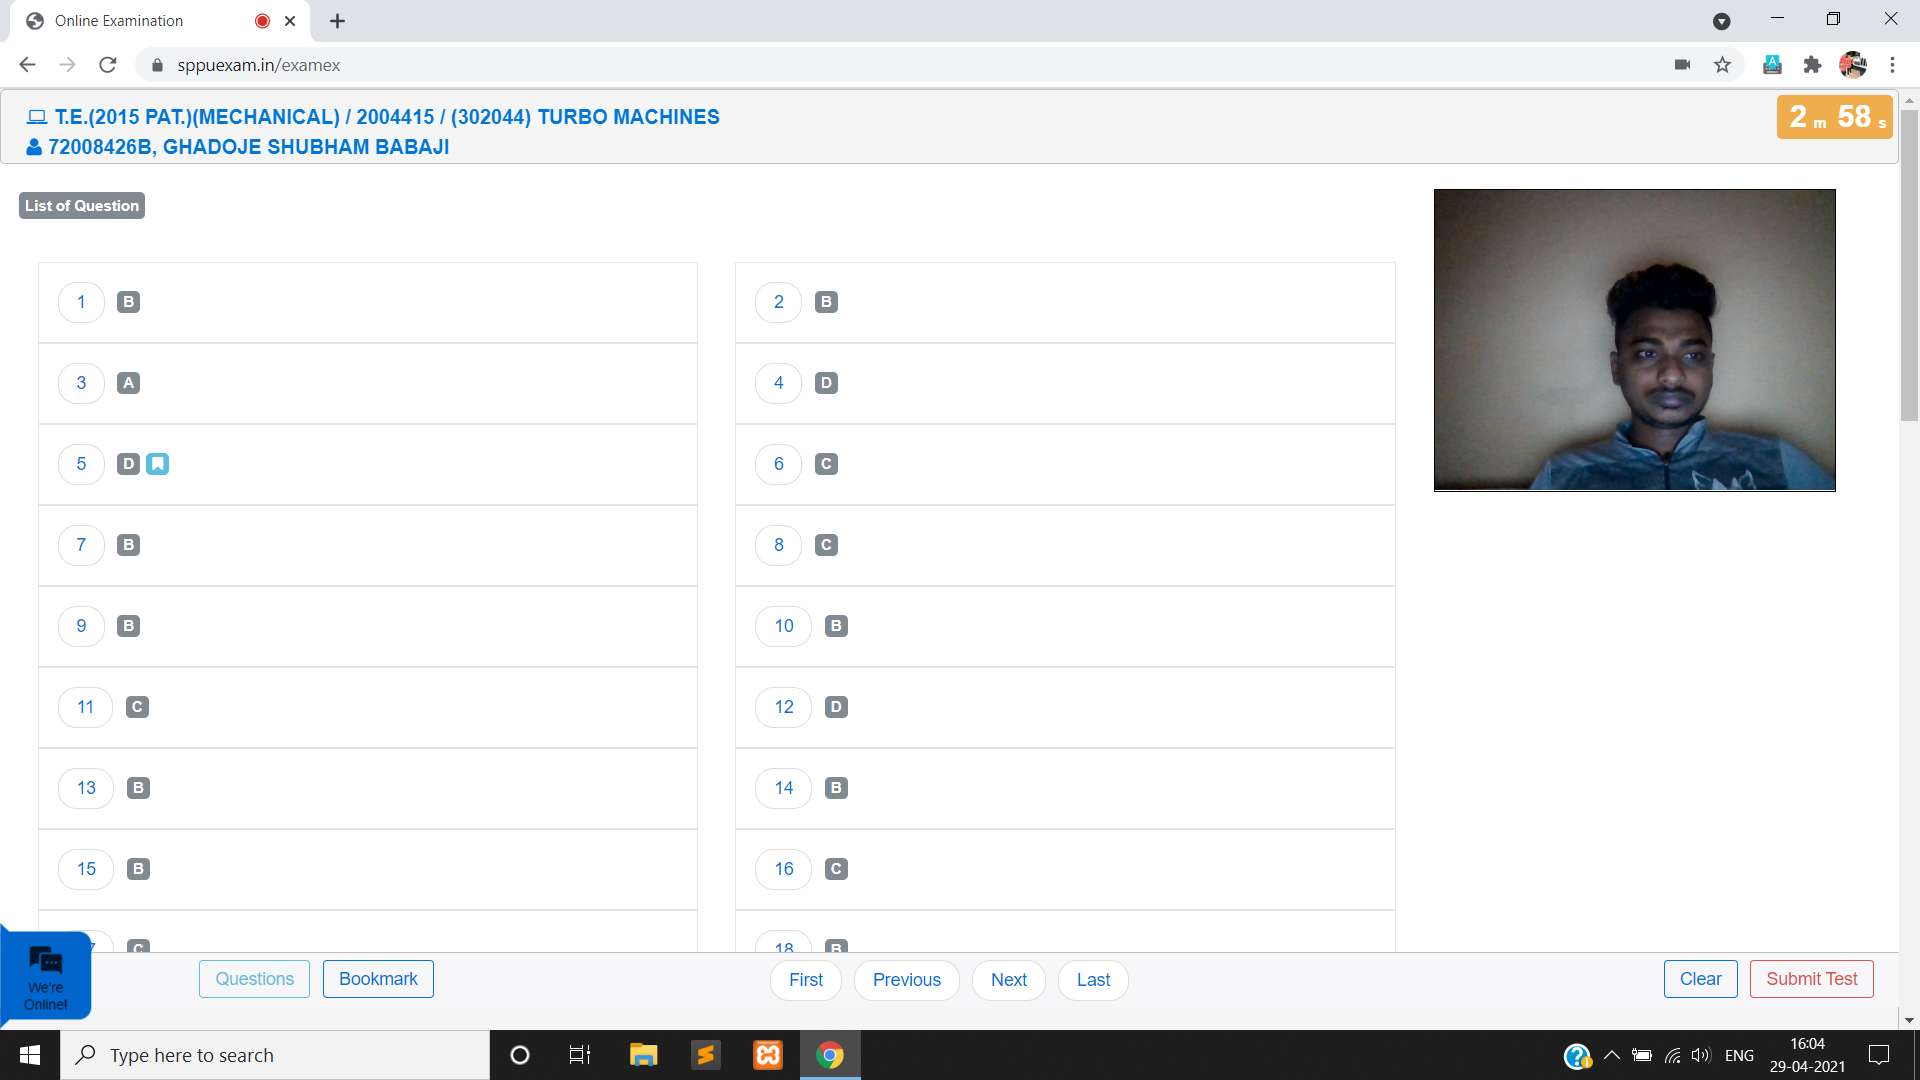 Online Examination
sppuexam.in/examex
T.E.(2015 PAT.)(MECHANICAL) / 2004415 / (302044) TURBO MACHINES
72008426B, GHADOJE SHUBHAM BABAJI
2 m 58 s
List of Question
1 B
2 B
3 A
4 D
5 D
6 C
7 B
8 C
9 B
10 B
11 C
12 D
13 B
14 B
15 B
16 C
7 C
18 B
We're
Online!
Questions
Bookmark
First
Previous
Next
Last
Clear
Submit Test
Type here to search
ENG
16:04
29-04-2021